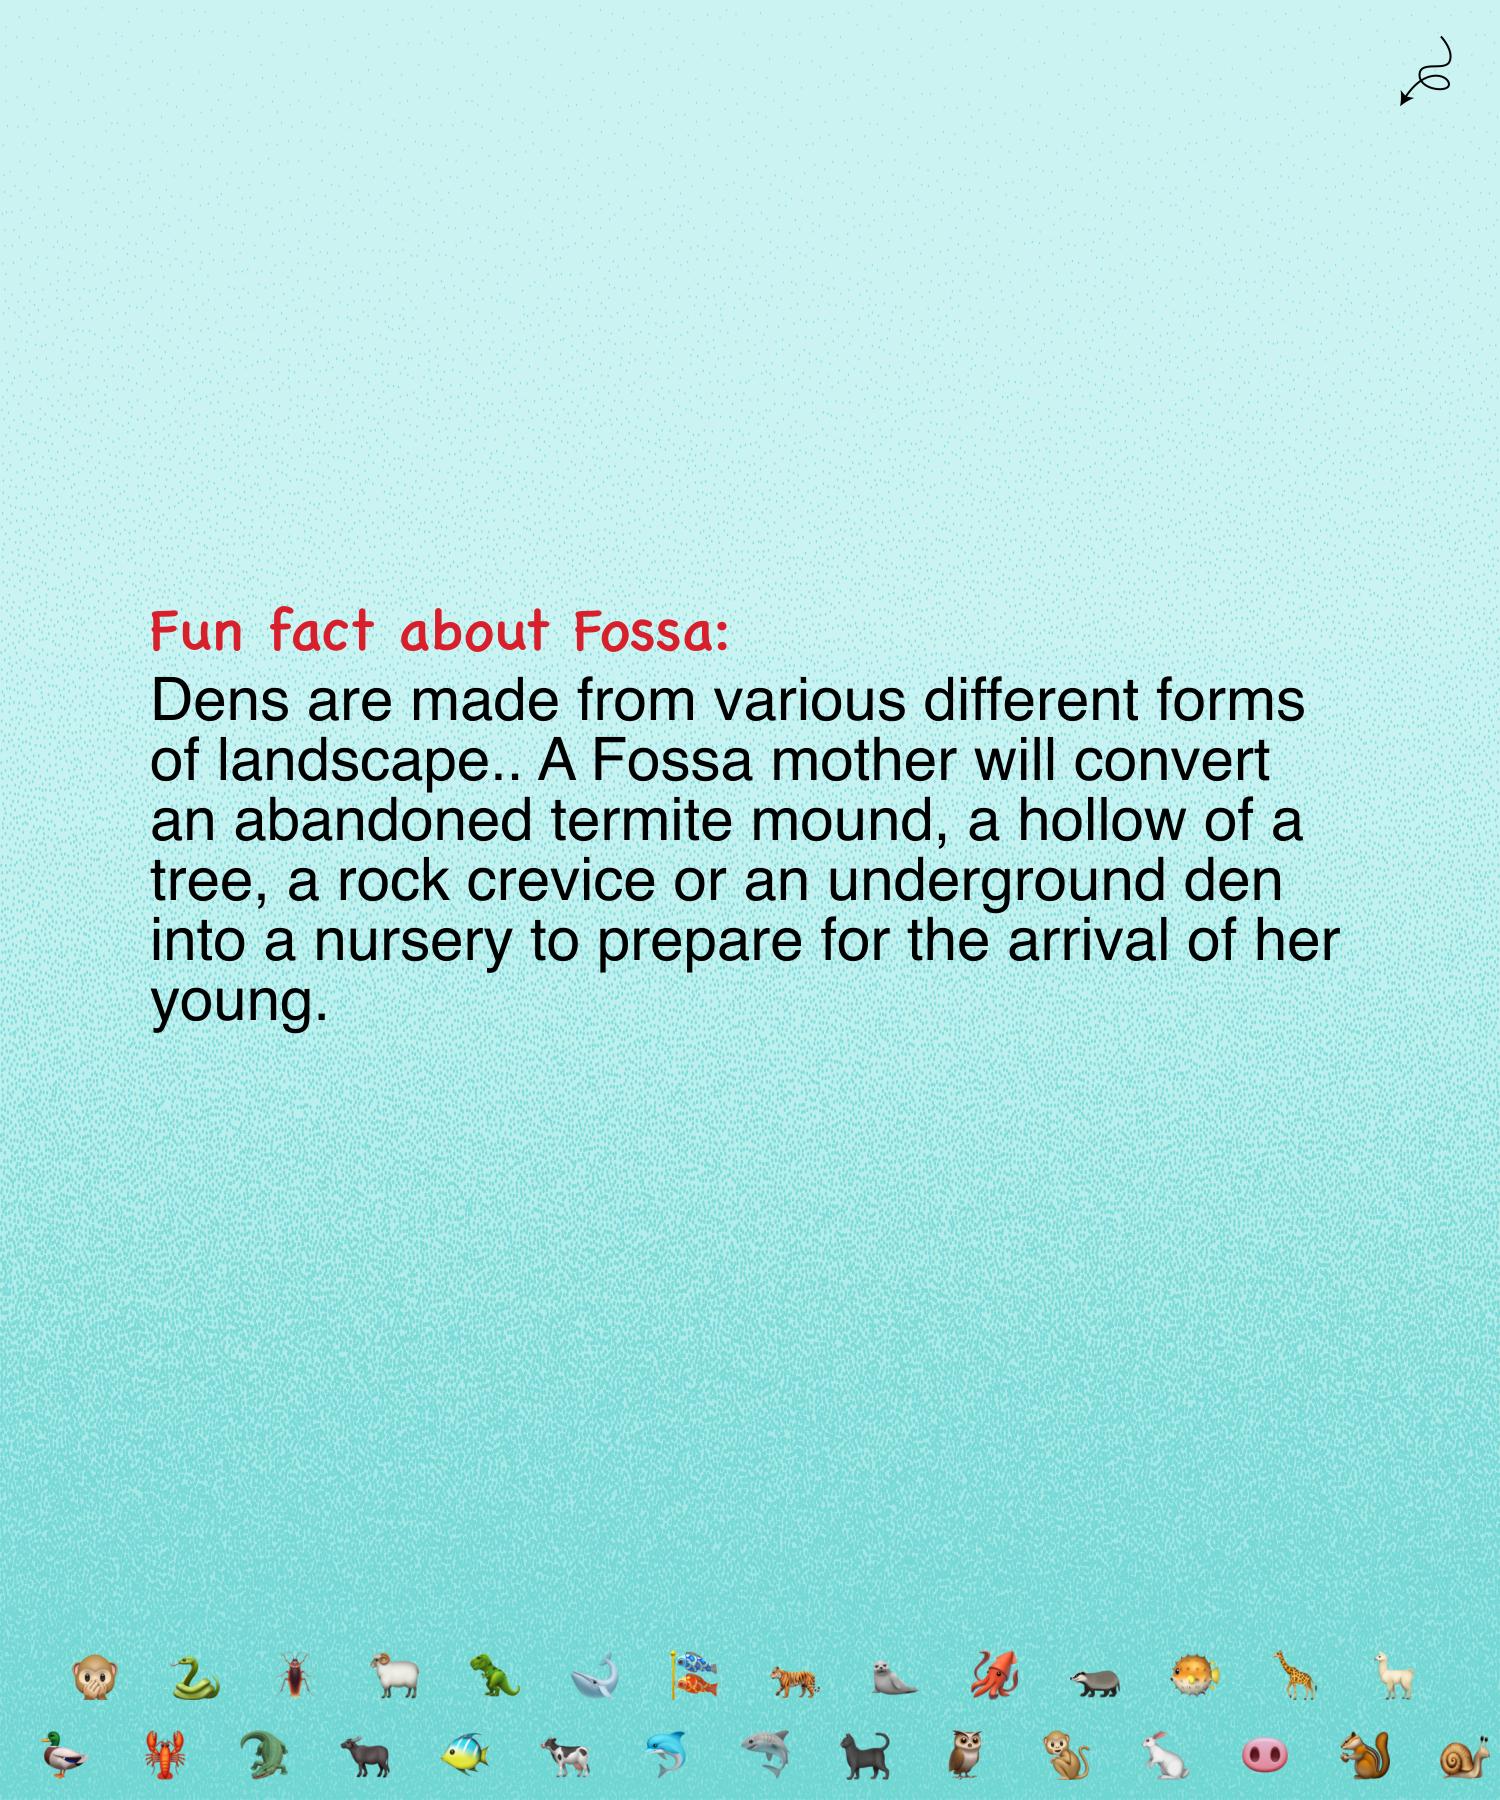 Fun fact about Fossa:
Dens are made from various different forms
of landscape.. A Fossa mother will convert
an abandoned termite mound, a hollow of a
tree, a rock crevice or an underground den
into a nursery to prepare for the arrival of her
young.